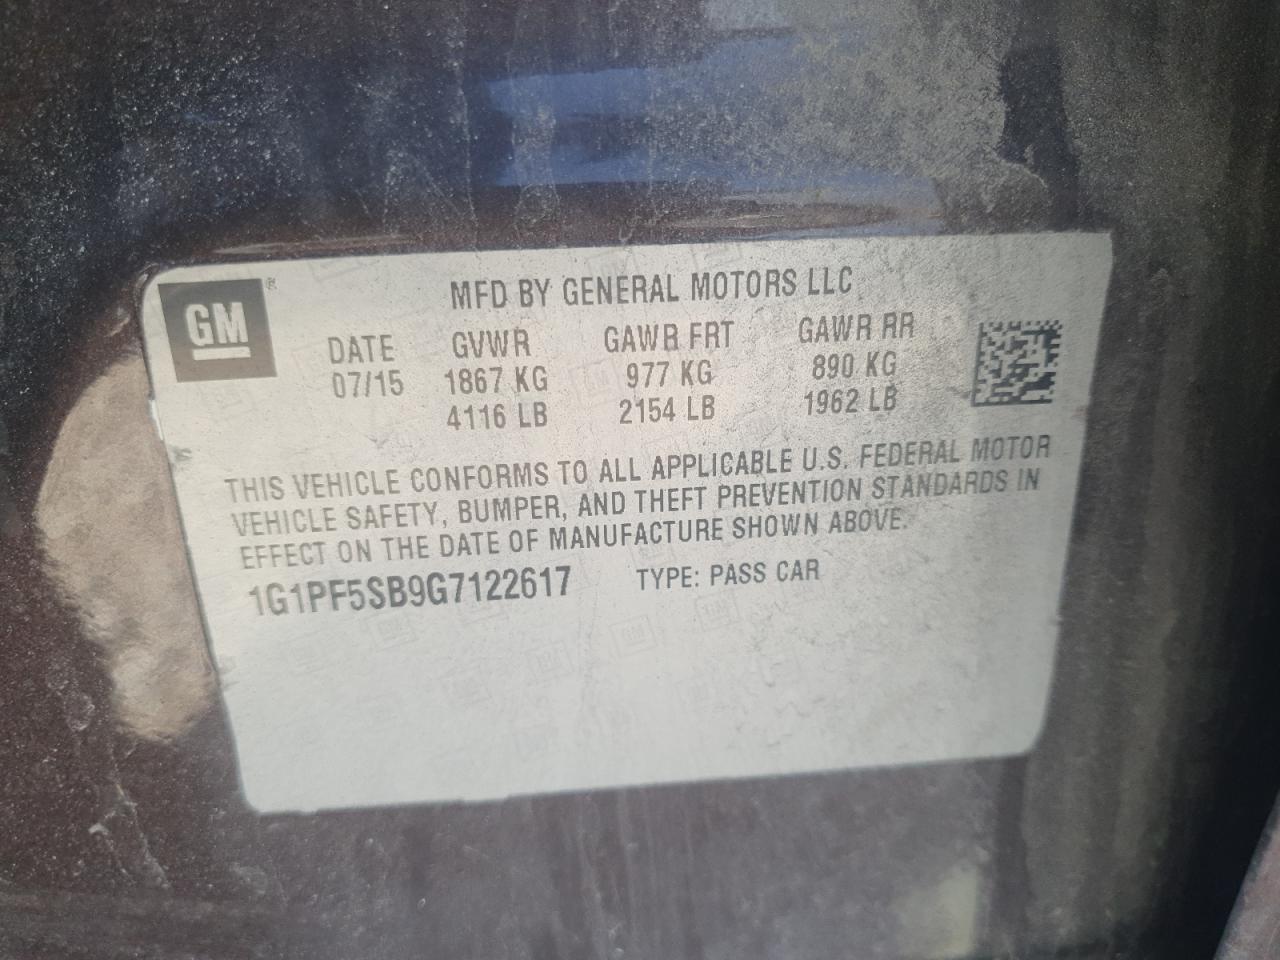 GM®
MFD BY GENERAL MOTORS LLC
DATE GVWR GAWR FRT GAWR RR
07/15 1867 KG 977 KG 890 KG
4116 LB 2154 LB 1962 LB
THIS VEHICLE CONFORMS TO ALL APPLICABLE U.S. FEDERAL MOTOR
VEHICLE SAFETY, BUMPER, AND THEFT PREVENTION STANDARDS IN
EFFECT ON THE DATE OF MANUFACTURE SHOWN ABOVE.
1G1PF5SB9G7122617 TYPE: PASS CAR